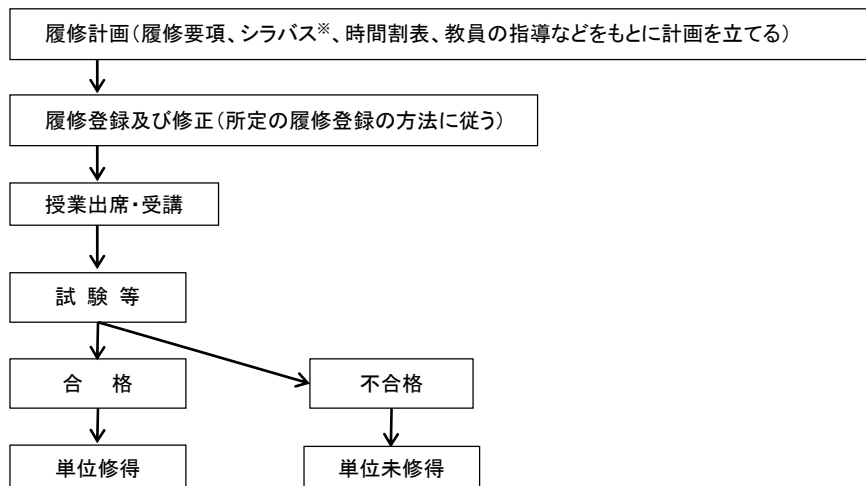 履修計画(履修要項、シラバス※、時間割表、教員の指導などをもとに計画を立てる)
履修登録及び修正(所定の履修登録の方法に従う)
授業出席・受講
試 験 等
合 格
不合格
単位修得
単位未修得